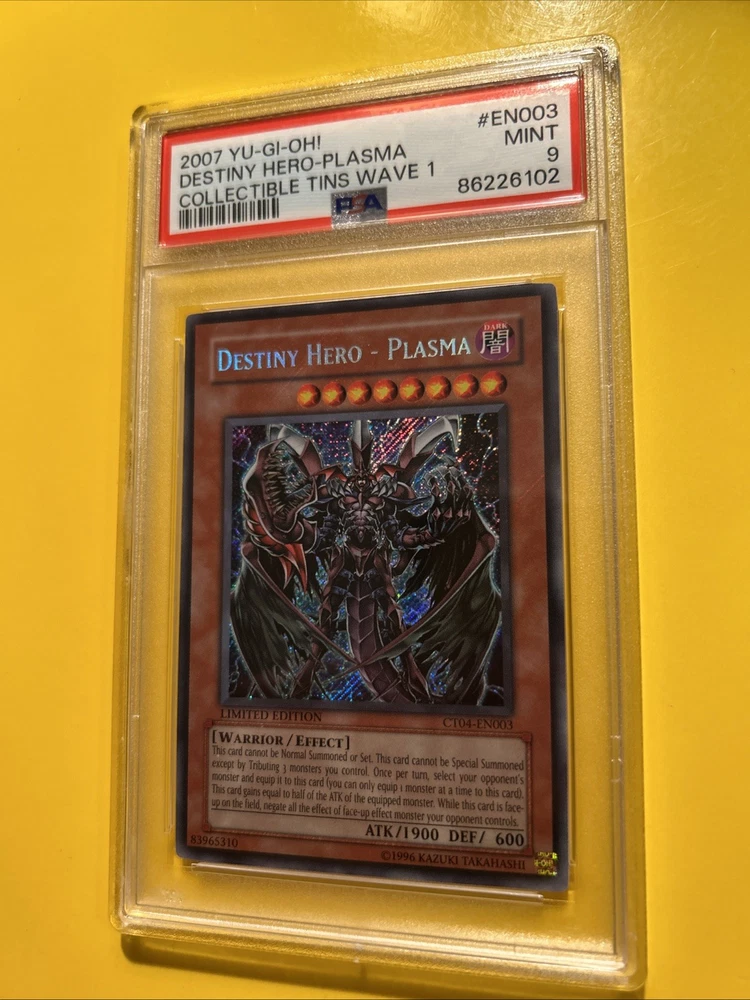 2007 YU-GI-OH!
DESTINY HERO-PLASMA
COLLECTIBLE TINS WAVE 1
#EN003
MINT
9
86226102
PSA
DESTINY HERO - PLASMA
DARK
闇
LIMITED EDITION
CT04-EN003
[WARRIOR / EFFECT]
This card cannot be Normal Summoned or Set. This card cannot be Special Summoned
except by Tributing 3 monsters you control. Once per turn, select your opponent's
monster and equip it to this card (you can only equip 1 monster at a time to this card).
This card gains equal to half of the ATK of the equipped monster. While this card is face-
up on the field, negate all the effect of face-up effect monster your opponent controls.
ATK/1900 DEF/ 600
83965310
©1996 KAZUKI TAKAHASHI